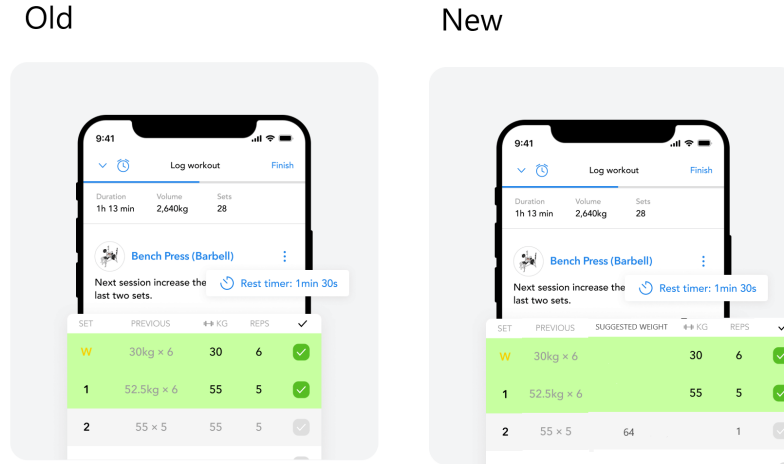 Old
9:41
Log workout Finish
Duration Volume Sets
1h 13 min 2,640kg 28
Bench Press (Barbell)
Next session increase the
last two sets.
Rest timer: 1min 30s
SET PREVIOUS KG REPS
W 30kg × 6 30 6
1 52.5kg × 6 55 5
2 55 × 5 55 5
New
9:41
Log workout Finish
Duration Volume Sets
1h 13 min 2,640kg 28
Bench Press (Barbell)
Next session increase the
last two sets.
Rest timer: 1min 30s
SET PREVIOUS SUGGESTED WEIGHT KG REPS
W 30kg × 6 30 6
1 52.5kg × 6 55 5
2 55 × 5 64 1